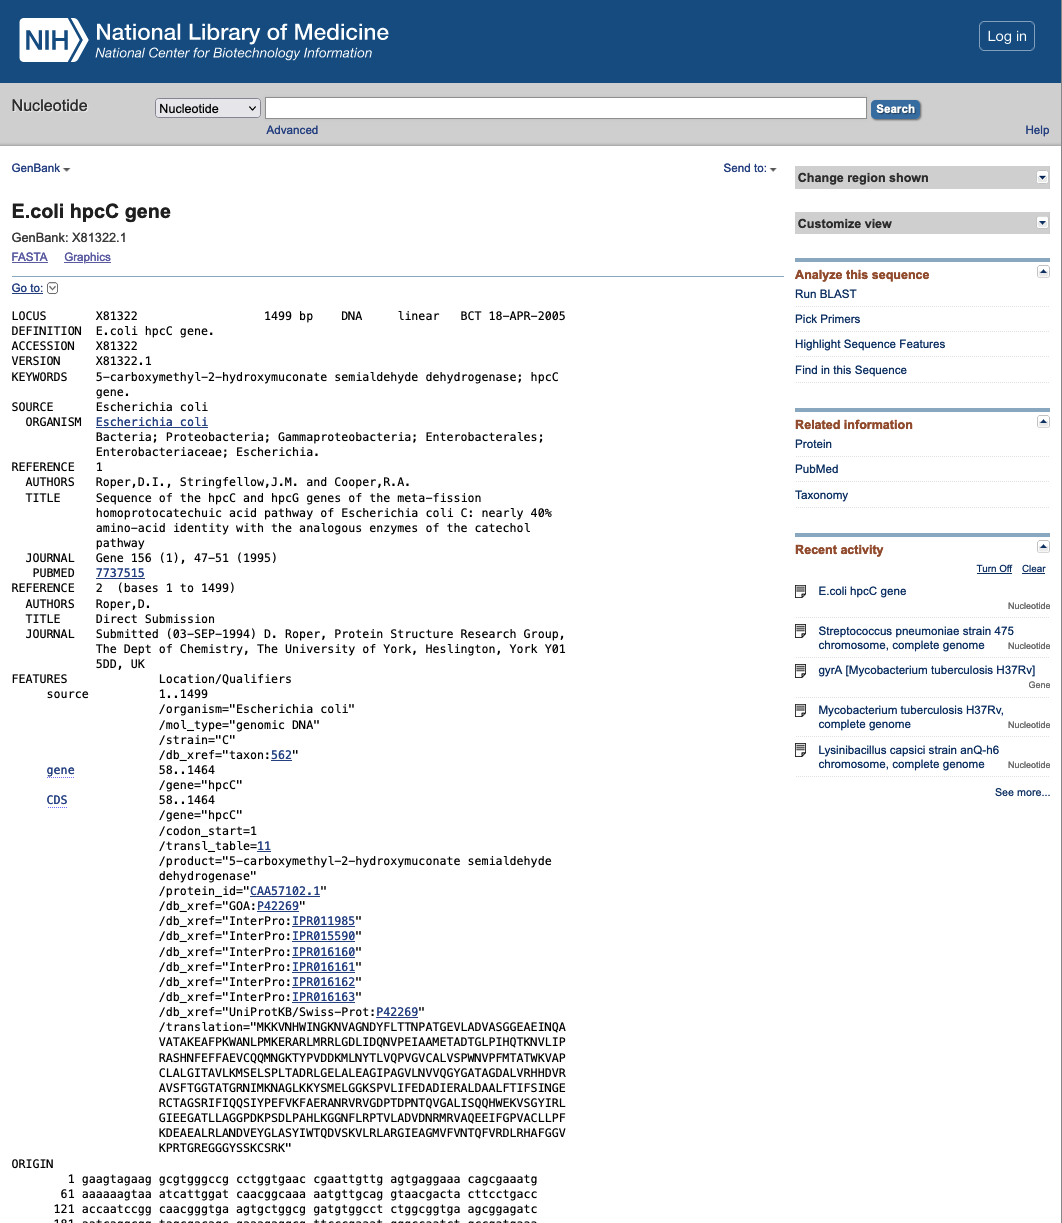 NIH National Library of Medicine
National Center for Biotechnology Information
Log in
Nucleotide
Nucleotide
Search
Advanced
Help
GenBank
Send to:
E.coli hpcC gene
GenBank: X81322.1
FASTA Graphics
Go to:
LOCUS X81322 1499 bp DNA linear BCT 18-APR-2005
DEFINITION E.coli hpcC gene.
ACCESSION X81322
VERSION X81322.1
KEYWORDS 5-carboxymethyl-2-hydroxymuconate semialdehyde dehydrogenase; hpcC
gene.
SOURCE Escherichia coli
ORGANISM Escherichia coli
Bacteria; Proteobacteria; Gammaproteobacteria; Enterobacterales;
Enterobacteriaceae; Escherichia.
REFERENCE 1
AUTHORS Roper,D.I., Stringfellow,J.M. and Cooper,R.A.
TITLE Sequence of the hpcC and hpcG genes of the meta-fission
homoprotocatechuic acid pathway of Escherichia coli C: nearly 40%
amino-acid identity with the analogous enzymes of the catechol
pathway
JOURNAL Gene 156 (1), 47-51 (1995)
PUBMED 7737515
REFERENCE 2 (bases 1 to 1499)
AUTHORS Roper,D.
TITLE Direct Submission
JOURNAL Submitted (03-SEP-1994) D. Roper, Protein Structure Research Group,
The Dept of Chemistry, The University of York, Heslington, York Y01
5DD, UK
FEATURES Location/Qualifiers
source 1..1499
/organism="Escherichia coli"
/mol_type="genomic DNA"
/strain="C"
/db_xref="taxon:562"
gene 58..1464
/gene="hpcC"
CDS 58..1464
/gene="hpcC"
/codon_start=1
/transl_table=11
/product="5-carboxymethyl-2-hydroxymuconate semialdehyde
dehydrogenase"
/protein_id="CAA57102.1"
/db_xref="GOA:P42269"
/db_xref="InterPro:IPR011985"
/db_xref="InterPro:IPR015590"
/db_xref="InterPro:IPR016160"
/db_xref="InterPro:IPR016161"
/db_xref="InterPro:IPR016162"
/db_xref="InterPro:IPR016163"
/db_xref="UniProtKB/Swiss-Prot:P42269"
/translation="MKKVNHWINGKNVAGNDYFLTTNPATGEVLADVASGGEAEINQA
VATAKEAFPKWANLPMKERARLMRRLGDLIDQNVPEIAAMETADTGLPIHQTKNVLIP
RASHNFEFFAEVCQQMNGKTYPVDDKMLNYTLVQPVGVCALVSPWNVPFMTATWKVAP
CLALGITAVLKMSELSPLTADRLGELALEAGIPAGVLNVVQGYGATAGDALVRHHDVR
AVSFTGGTATGRNIMKNAGLKKYSMELGGKSPVLIFEDADIERALDAALFTIFSINGE
RCTAGSRIFIQQSIYPEFVKFAERANRVRVGDPTDPNTQVGALISQQHWEKVSGYIRL
GIEEGATLLAGGPDKPSDLPAHLKGGNFLRPTVLADVDNRMRVAQEEIFGPVACLLPF
KDEAEALRLANDVEYGLASYIWTQDVSKVLRLARGIEAGMVFVNTQFVRDLRHAFGGV
KPRTGREGGGYSSKCSRK"
ORIGIN
1 gaagtagaag gcgtgggccg cctggtgaac cgaattgttg agtgaggaaa cagcgaaatg
61 aaaaaagtaa atcattggat caacggcaaa aatgttgcag gtaacgacta cttcctgacc
121 accaatccgg caacgggtga agtgctggcg gatgtggcct ctggcggtga agcggagatc
Change region shown
Customize view
Analyze this sequence
Run BLAST
Pick Primers
Highlight Sequence Features
Find in this Sequence
Related information
Protein
PubMed
Taxonomy
Recent activity
Turn Off Clear
E.coli hpcC gene
Nucleotide
Streptococcus pneumoniae strain 475
chromosome, complete genome Nucleotide
gyrA [Mycobacterium tuberculosis H37Rv]
Gene
Mycobacterium tuberculosis H37Rv,
complete genome Nucleotide
Lysinibacillus capsici strain anQ-h6
chromosome, complete genome Nucleotide
See more...